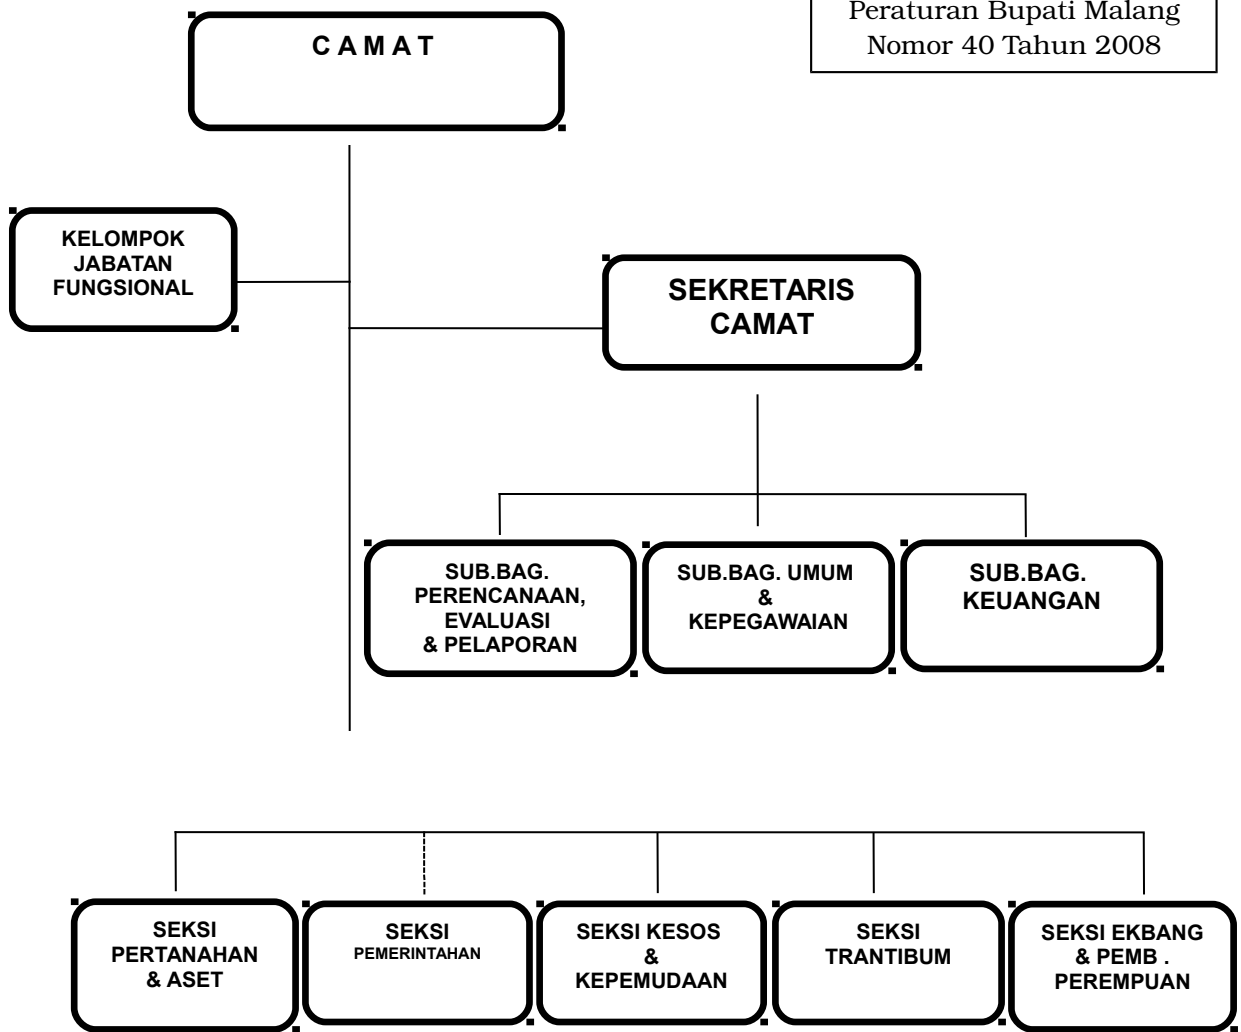 Peraturan Bupati Malang
Nomor 40 Tahun 2008
C A M A T
KELOMPOK
JABATAN
FUNGSIONAL
SEKRETARIS
CAMAT
SUB.BAG.
PERENCANAAN,
EVALUASI
& PELAPORAN
SUB.BAG. UMUM
&
KEPEGAWAIAN
SUB.BAG.
KEUANGAN
SEKSI
PERTANAHAN
& ASET
SEKSI
PEMERINTAHAN
SEKSI KESOS
&
KEPEMUDAAN
SEKSI
TRANTIBUM
SEKSI EKBANG
& PEMB .
PEREMPUAN